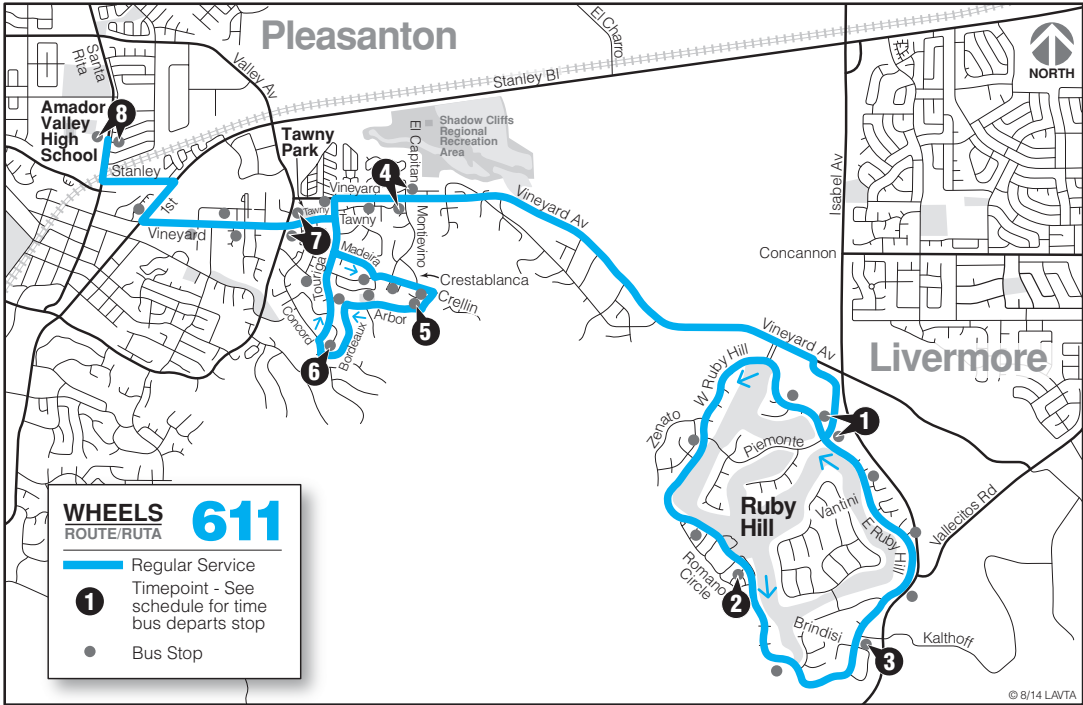 Pleasanton
El Charro
Santa
Rita
Valley Av
Stanley Bl
NORTH
Amador
Valley
High
School
8
Shadow Cliffs
Regional
Recreation
Area
El Capitan
Tawny
Park
Stanley
4
Vineyard
Isabel Av
1st
Tawny
Tawny
Vineyard Av
Vineyard
7
Montievino
Madeira
Concannon
Touriga
Crestablanca
Crellin
Concord
Arbor
5
Bordeaux
6
Vineyard Av
Livermore
W Ruby Hill
Zenato
1
Piemonte
Ruby
Hill
Vantini
E Ruby Hill
Vallecitos Rd
Romano
Circle
2
Brindisi
Kalthoff
3
WHEELS
ROUTE/RUTA
611
Regular Service
1
Timepoint - See
schedule for time
bus departs stop
Bus Stop
© 8/14 LAVTA